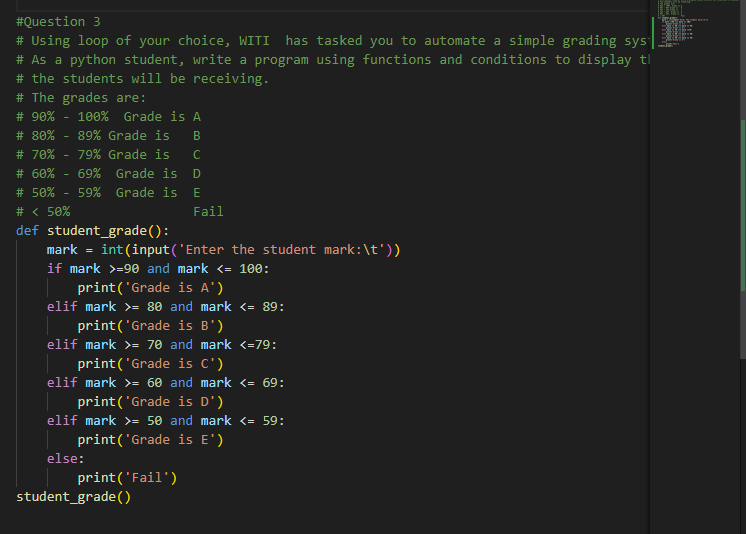 #Question 3
# Using loop of your choice, WITI  has tasked you to automate a simple grading sys
# As a python student, write a program using functions and conditions to display
# the students will be receiving.
# The grades are:
# 90% - 100%  Grade is A
# 80% - 89% Grade is   B
# 70% - 79% Grade is   C
# 60% - 69%  Grade is  D
# 50% - 59%  Grade is  E
# < 50%                Fail
def student_grade():
    mark = int(input('Enter the student mark:\t'))
    if mark >=90 and mark <= 100:
        print('Grade is A')
    elif mark >= 80 and mark <= 89:
        print('Grade is B')
    elif mark >= 70 and mark <=79:
        print('Grade is C')
    elif mark >= 60 and mark <= 69:
        print('Grade is D')
    elif mark >= 50 and mark <= 59:
        print('Grade is E')
    else:
        print('Fail')
student_grade()